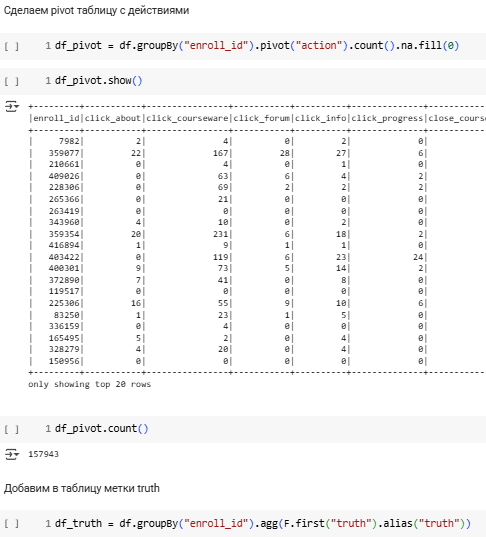 Сделаем pivot таблицу с действиями
[ ] 1 df_pivot = df.groupBy("enroll_id").pivot("action").count().na.fill(0)
[ ] 1 df_pivot.show()
+---------+-----------+----------------+-----------+----------+--------------+-----------
|enroll_id|click_about|click_courseware|click_forum|click_info|click_progress|close_cours
+---------+-----------+----------------+-----------+----------+--------------+-----------
| 7982| 2| 4| 0| 2| 0|
| 359077| 22| 167| 28| 27| 6|
| 210661| 0| 4| 0| 1| 0|
| 409026| 0| 63| 6| 4| 2|
| 228306| 0| 69| 2| 2| 2|
| 265366| 0| 21| 0| 0| 0|
| 263419| 0| 0| 0| 0| 0|
| 343960| 4| 10| 0| 2| 0|
| 359354| 20| 231| 6| 18| 2|
| 416894| 1| 9| 1| 1| 0|
| 403422| 0| 119| 6| 23| 24|
| 400301| 9| 73| 5| 14| 2|
| 372890| 7| 41| 0| 8| 0|
| 119517| 0| 0| 0| 0| 0|
| 225306| 16| 55| 9| 10| 6|
| 83250| 1| 23| 1| 5| 0|
| 336159| 0| 4| 0| 0| 0|
| 165495| 5| 2| 0| 4| 0|
| 328279| 4| 20| 0| 4| 0|
| 150956| 0| 0| 0| 0| 0|
+---------+-----------+----------------+-----------+----------+--------------+-----------
only showing top 20 rows
[ ] 1 df_pivot.count()
157943
Добавим в таблицу метки truth
[ ] 1 df_truth = df.groupBy("enroll_id").agg(F.first("truth").alias("truth"))